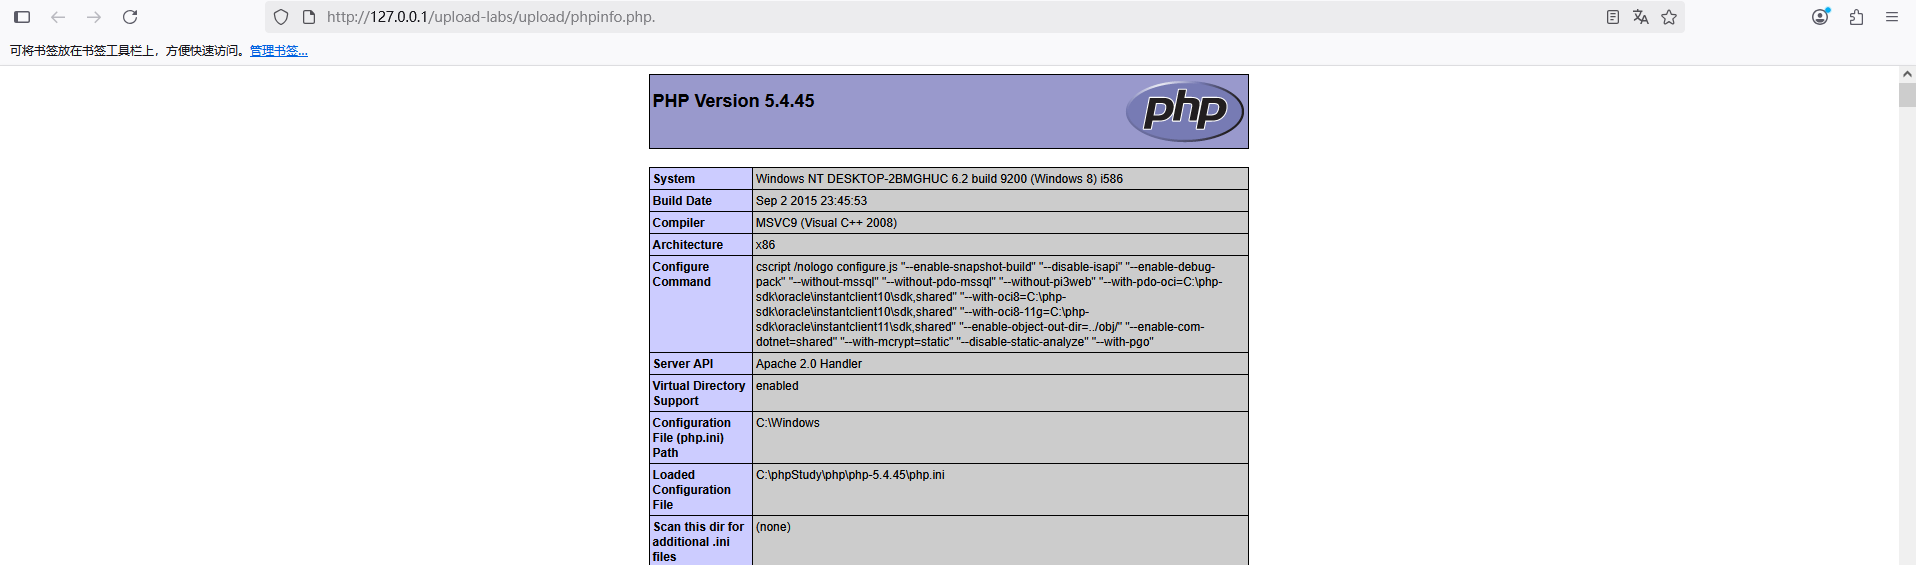 http://127.0.0.1/upload-labs/upload/phpinfo.php.
可将书签放在书签工具栏上，方便快速访问。管理书签...
PHP Version 5.4.45
php
System Windows NT DESKTOP-2BMGHUC 6.2 build 9200 (Windows 8) i586
Build Date Sep 2 2015 23:45:53
Compiler MSVC9 (Visual C++ 2008)
Architecture x86
Configure
Command
cscript /nologo configure.js "--enable-snapshot-build" "--disable-isapi" "--enable-debug-
pack" "--without-mssql" "--without-pdo-mssql" "--without-pi3web" "--with-pdo-oci=C:\php-
sdk\oracle\instantclient10\sdk,shared" "--with-oci8=C:\php-
sdk\oracle\instantclient10\sdk,shared" "--with-oci8-11g=C:\php-
sdk\oracle\instantclient11\sdk,shared" "--enable-object-out-dir=../obj/" "--enable-com-
dotnet=shared" "--with-mcrypt=static" "--disable-static-analyze" "--with-pgo"
Server API Apache 2.0 Handler
Virtual Directory
Support
enabled
Configuration
File (php.ini)
Path
C:\Windows
Loaded
Configuration
File
C:\phpStudy\php\php-5.4.45\php.ini
Scan this dir for
additional .ini
files
(none)